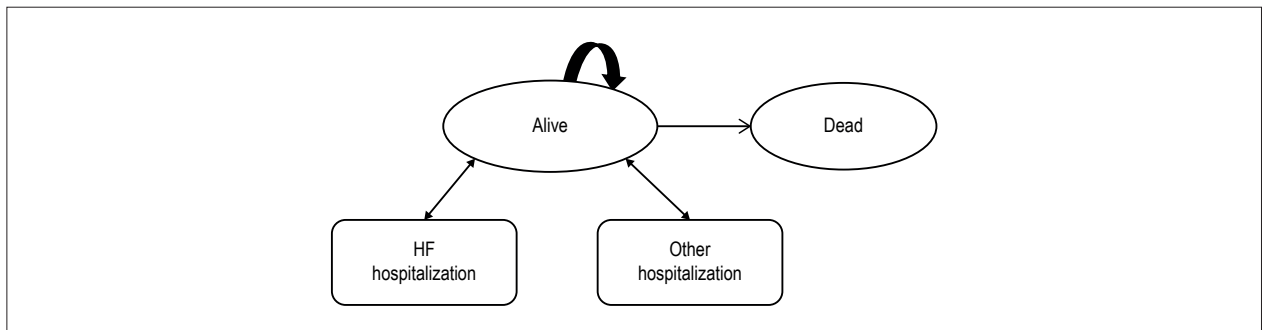 Alive
Dead
HF
hospitalization
Other
hospitalization